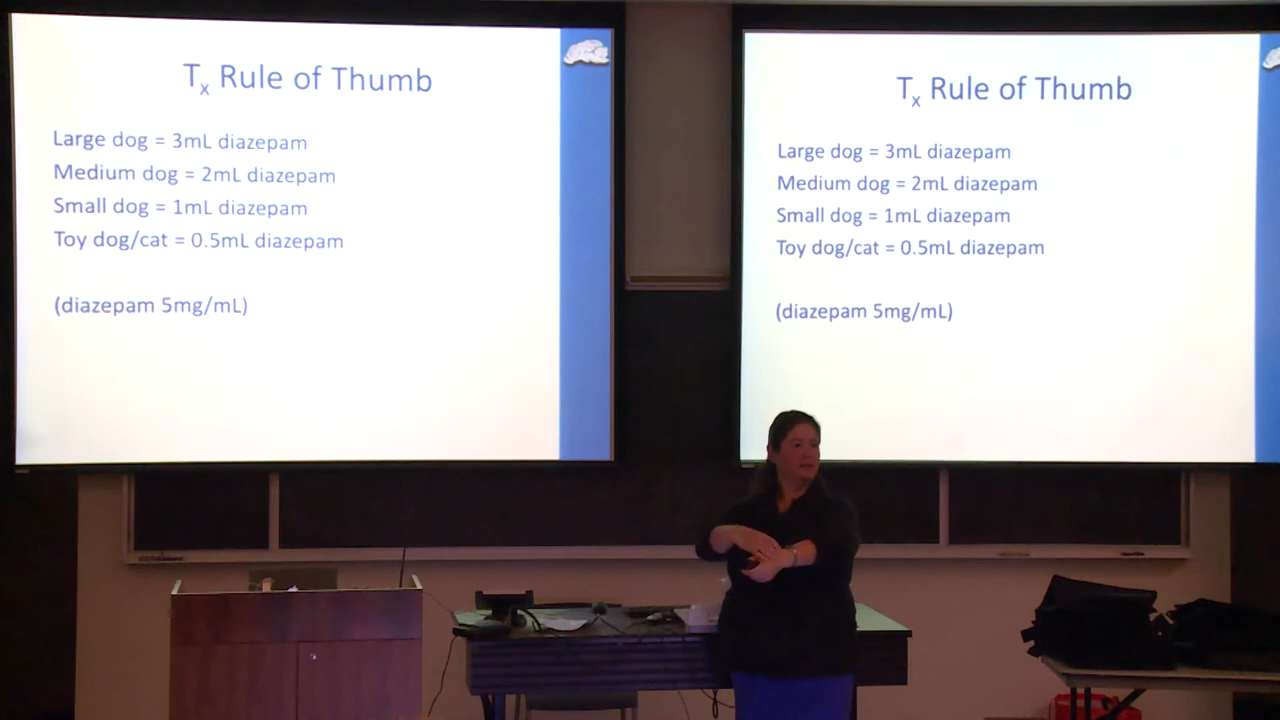 Tx Rule of Thumb
Large dog = 3mL diazepam
Medium dog = 2mL diazepam
Small dog = 1mL diazepam
Toy dog/cat = 0.5mL diazepam
(diazepam 5mg/mL)
Tx Rule of Thumb
Large dog = 3mL diazepam
Medium dog = 2mL diazepam
Small dog = 1mL diazepam
Toy dog/cat = 0.5mL diazepam
(diazepam 5mg/mL)